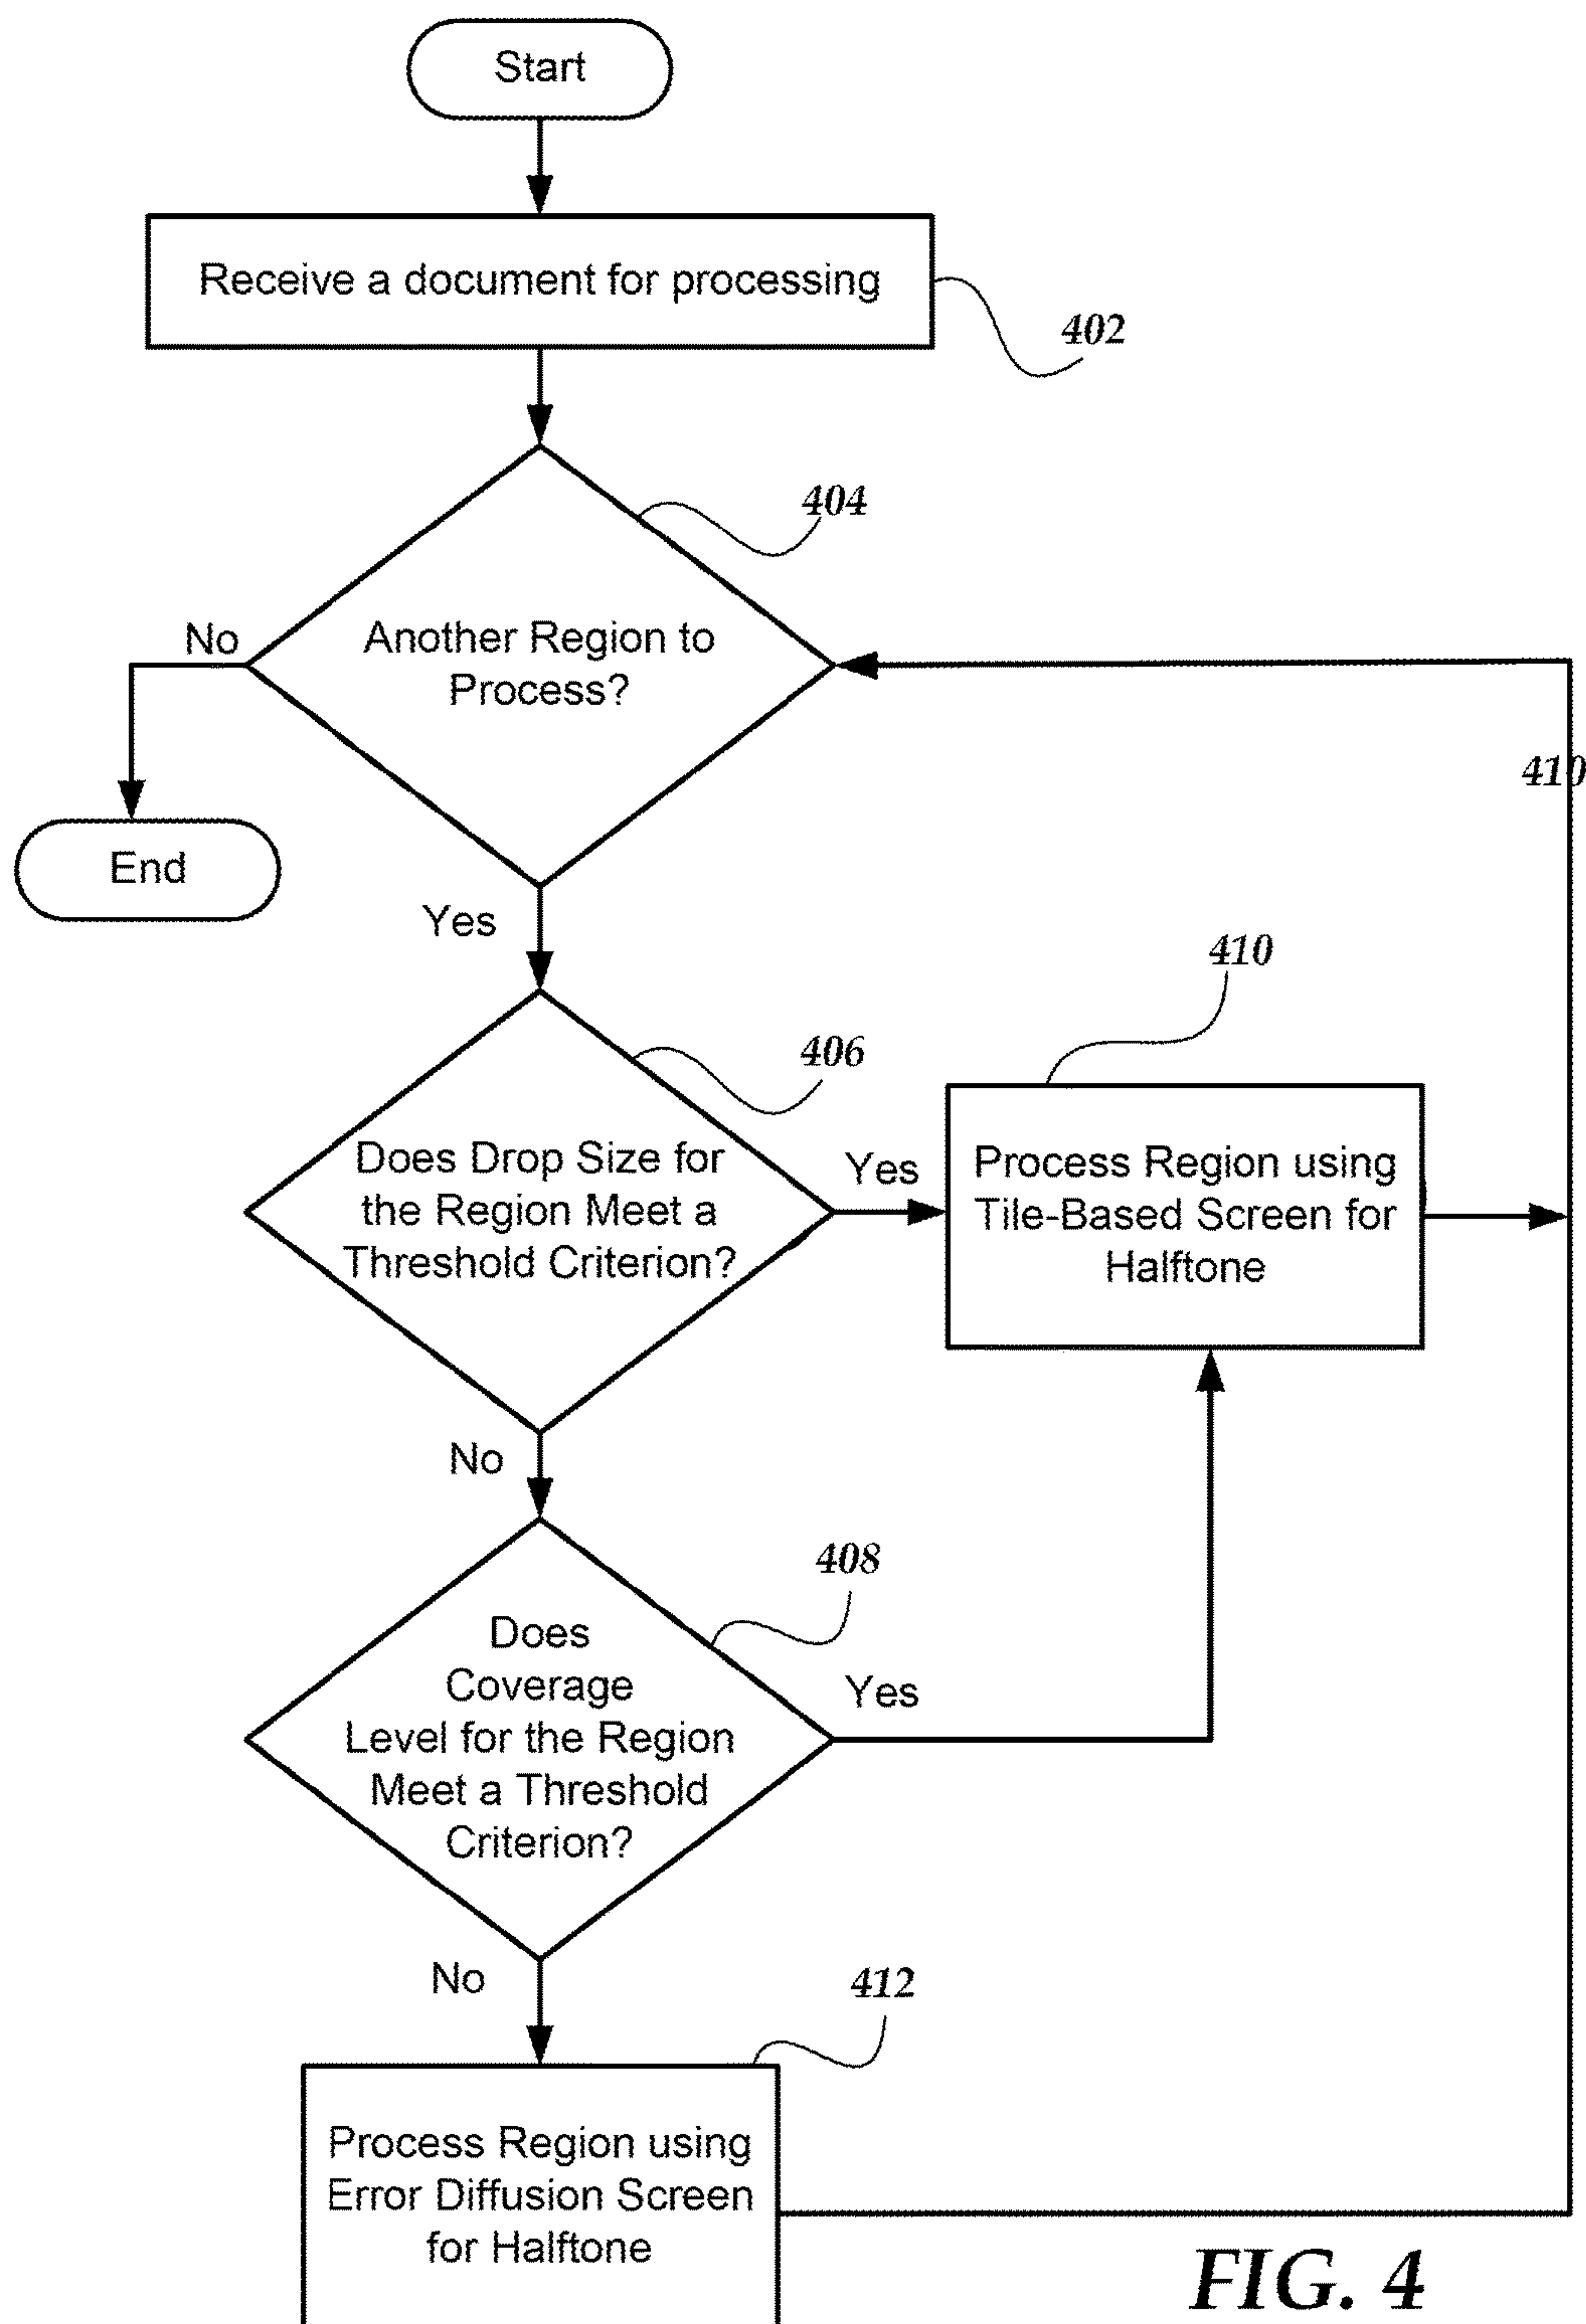 Start
Receive a document for processing
402
404
Another Region to
Process?
No
410
End
Yes
410
406
Does Drop Size for
the Region Meet a
Threshold Criterion?
Yes
Process Region using
Tile-Based Screen for
Halftone
No
408
Does
Coverage
Level for the Region
Meet a Threshold
Criterion?
Yes
No
412
Process Region using
Error Diffusion Screen
for Halftone
FIG. 4